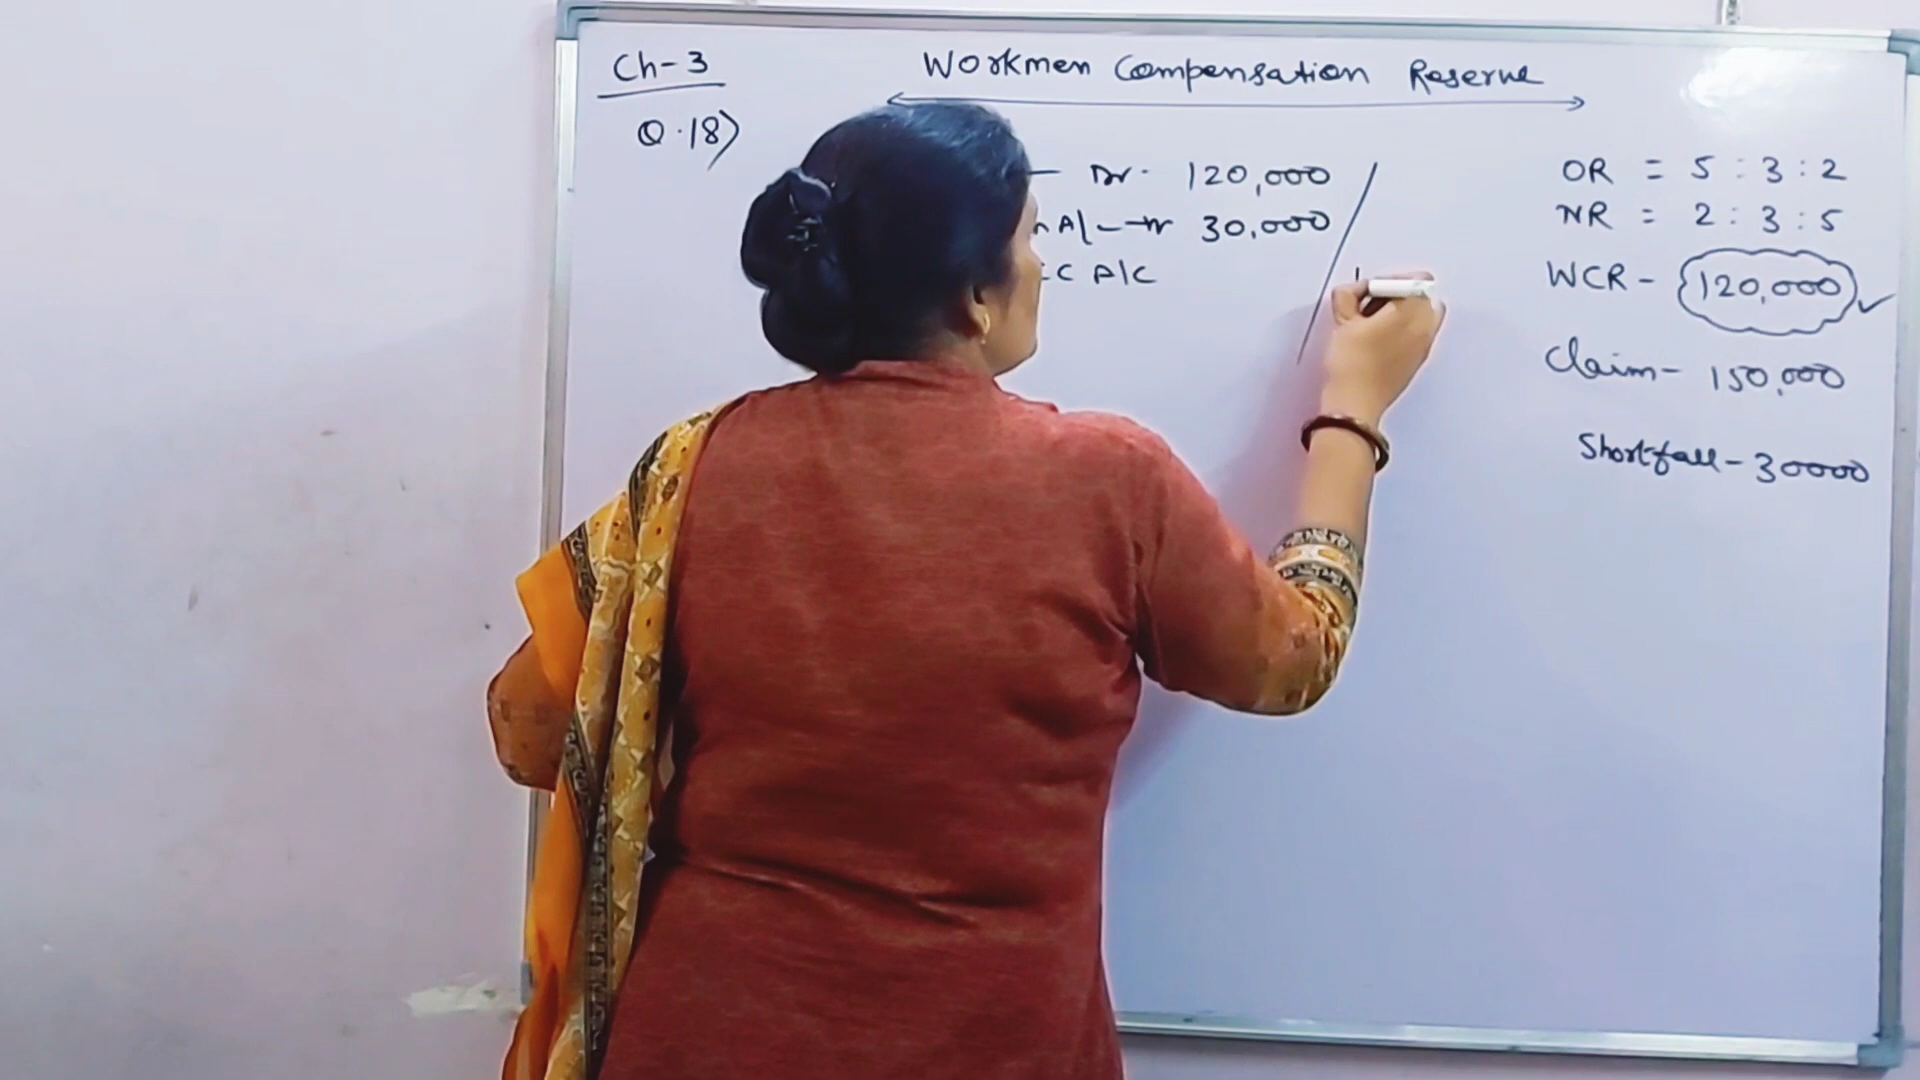 Ch-3
Workmen Compensation Reserve
Q.18)
Dr. 120,000
A/c Dr 30,000
C A/C
OR = 5:3:2
NR = 2:3:5
WCR - 120,000
Claim - 150,000
Shortfall - 30000